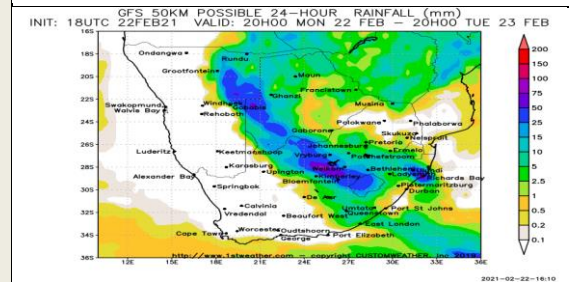 GFS 50KM POSSIBLE 24-HOUR RAINFALL (mm)
INIT: 18UTC 22FEB21 VALID: 20H00 MON 22 FEB - 20H00 TUE 23 FEB
16S
18S
20S
22S
24S
26S
28S
30S
32S
34S
36S
Ondangwa
Rundu
Grootfontein
Maun
Ghanzi
Francistown
Musina
Swakopmund
Walvis Bay
Windhoek
Gobabis
Rehoboth
Polokwane
Phalaborwa
Gaborone
Skukuza
Nelspruit
Johannesburg
Pretoria
Luderitz
Keetmanshoop
Vryburg
Potchefstroom
Ermelo
Karasburg
Upington
Welkom
Kimberley
Bethlehem
Alexander Bay
Bloemfontein
Richards Bay
Springbok
Pietermaritzburg
De Aar
Durban
Calvinia
Umtata
Port St Johns
Vredendal
Beaufort West
Queenstown
East London
Cape Town
Worcester
Oudtshoorn
George
Port Elizabeth
http://www.1stweather.com - copyright CUSTOMWEATHER, Inc
12E
15E
18E
21E
24E
27E
30E
33E
36E
200
150
100
75
50
25
15
10
5
2.5
1
0.5
0.2
0.1
2021-02-22-16:10